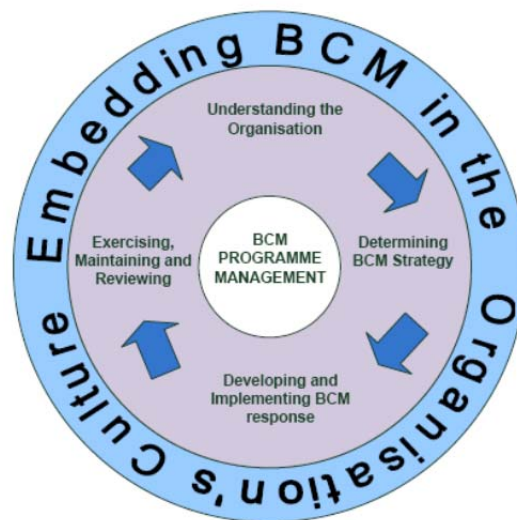 Embedding BCM in the Organisation's Culture
Understanding the
Organisation
Determining
BCM Strategy
Developing and
Implementing BCM
response
Exercising,
Maintaining and
Reviewing
BCM
PROGRAMME
MANAGEMENT